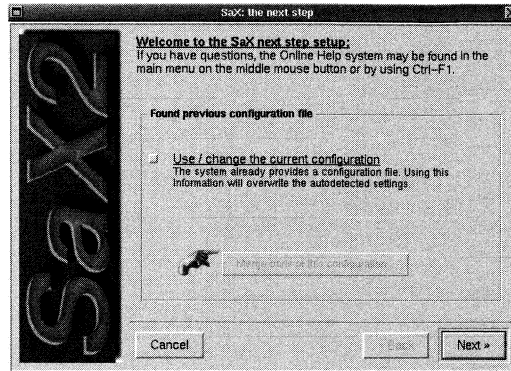 SaX: the next step
SaX2
Welcome to the SaX next step setup:
If you have questions, the Online Help system may be found in the
main menu on the middle mouse button or by using Ctrl-F1.
Found previous configuration file
Use / change the current configuration
The system already provides a configuration file. Using this
information will overwrite the autodetected settings
configuration
Cancel
« Back
Next »